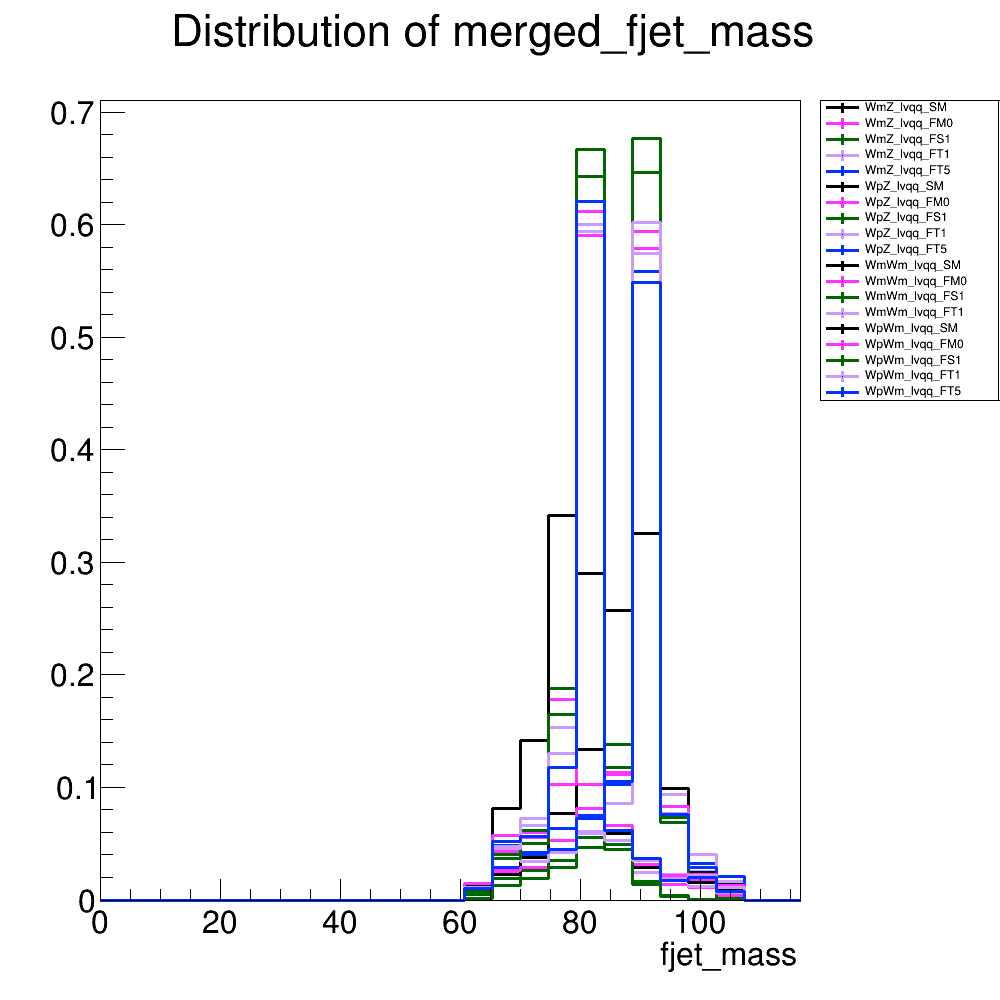 Distribution of merged_fjet_mass
0.7
0.6
0.5
0.4
0.3
0.2
0.1
0
0 20 40 60 80 100
fjet_mass
WmZ_lvqq_SM
WmZ_lvqq_FM0
WmZ_lvqq_FS1
WmZ_lvqq_FT1
WmZ_lvqq_FT5
WpZ_lvqq_SM
WpZ_lvqq_FM0
WpZ_lvqq_FS1
WpZ_lvqq_FT1
WpZ_lvqq_FT5
WmWm_lvqq_SM
WmWm_lvqq_FM0
WmWm_lvqq_FS1
WmWm_lvqq_FT1
WpWm_lvqq_SM
WpWm_lvqq_FM0
WpWm_lvqq_FS1
WpWm_lvqq_FT1
WpWm_lvqq_FT5